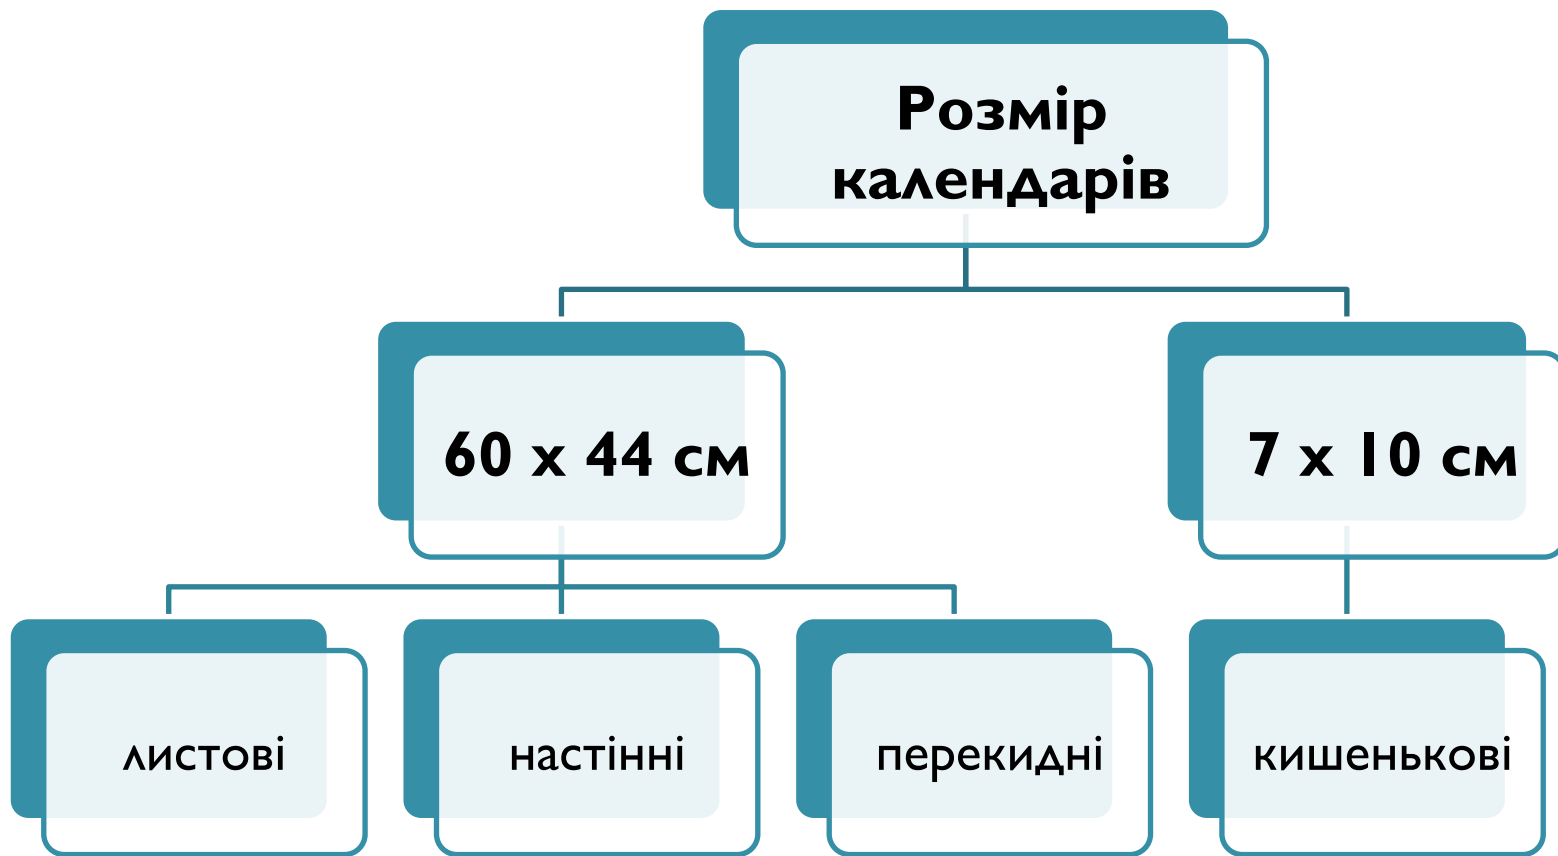 Розмір
календарів
60 х 44 см
7 х 10 см
листові
настінні
перекидні
кишенькові